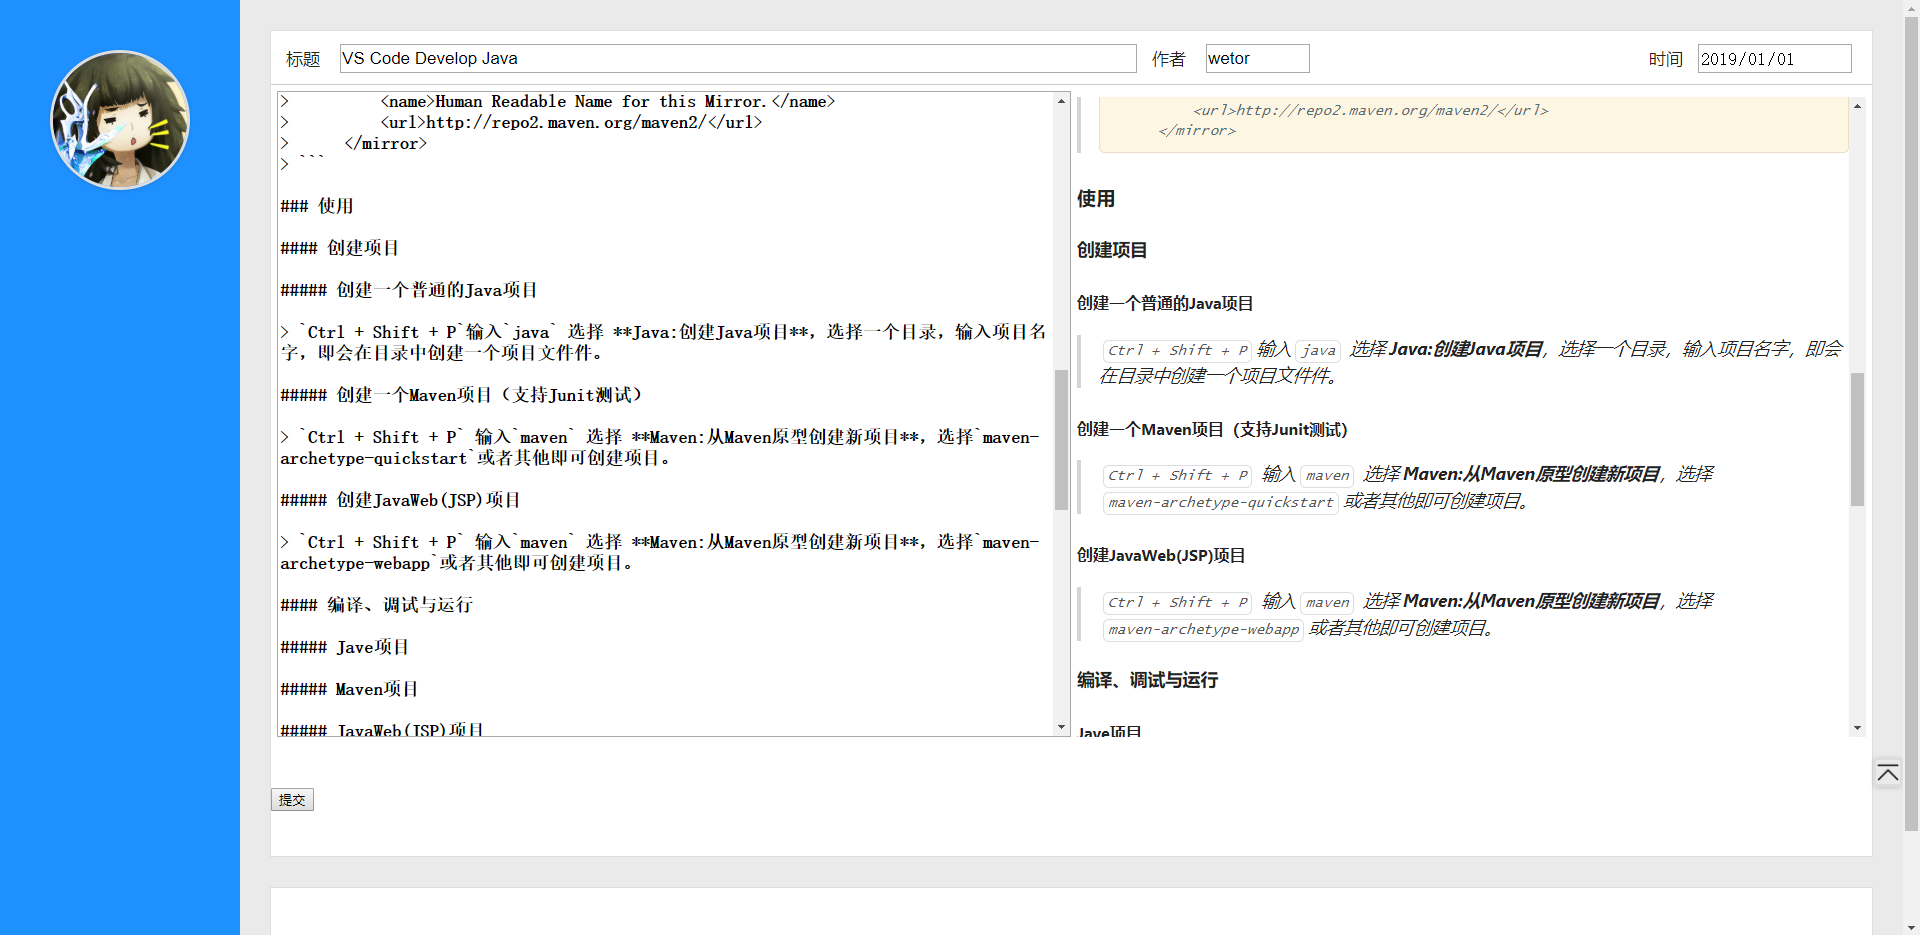 标题 VS Code Develop Java 作者 wetor 时间 2019/01/01
>          <name>Human Readable Name for this Mirror.</name>
>          <url>http://repo2.maven.org/maven2/</url>
>      </mirror>
> ```
### 使用
#### 创建项目
##### 创建一个普通的Java项目
> `Ctrl + Shift + P`输入`java` 选择 **Java:创建Java项目**，选择一个目录，输入项目名
字，即会在目录中创建一个项目文件件。
##### 创建一个Maven项目（支持Junit测试）
> `Ctrl + Shift + P` 输入`maven` 选择 **Maven:从Maven原型创建新项目**，选择`maven-
archetype-quickstart`或者其他即可创建项目。
##### 创建JavaWeb(JSP)项目
> `Ctrl + Shift + P` 输入`maven` 选择 **Maven:从Maven原型创建新项目**，选择`maven-
archetype-webapp`或者其他即可创建项目。
#### 编译、调试与运行
##### Jave项目
##### Maven项目
##### JavaWeb(JSP)项目
<url>http://repo2.maven.org/maven2/</url>
</mirror>
使用
创建项目
创建一个普通的Java项目
Ctrl + Shift + P 输入 java 选择 Java:创建Java项目，选择一个目录，输入项目名字，即会
在目录中创建一个项目文件件。
创建一个Maven项目（支持Junit测试）
Ctrl + Shift + P 输入 maven 选择 Maven:从Maven原型创建新项目，选择
maven-archetype-quickstart 或者其他即可创建项目。
创建JavaWeb(JSP)项目
Ctrl + Shift + P 输入 maven 选择 Maven:从Maven原型创建新项目，选择
maven-archetype-webapp 或者其他即可创建项目。
编译、调试与运行
Jave项目
提交